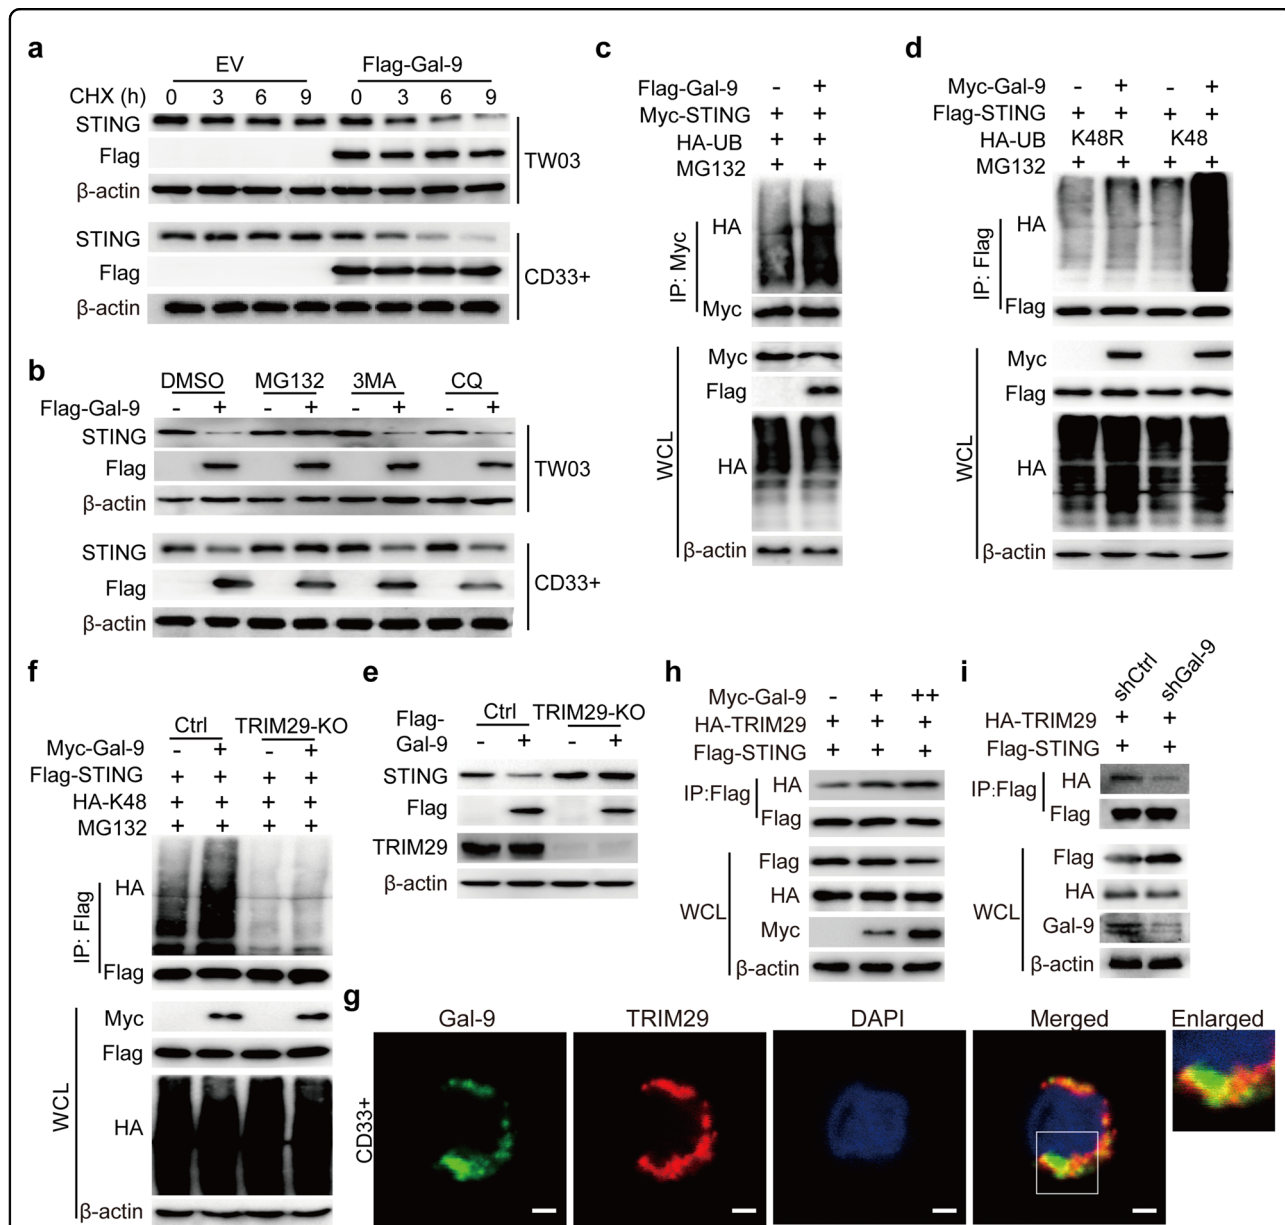 a
EV Flag-Gal-9
CHX (h) 0 3 6 9 0 3 6 9
STING
Flag
β-actin
TW03
STING
Flag
β-actin
CD33+
b
DMSO MG132 3MA CQ
Flag-Gal-9 - + - + - + - +
STING
Flag
β-actin
TW03
STING
Flag
β-actin
CD33+
c
Flag-Gal-9 - +
Myc-STING + +
HA-UB + +
MG132 + +
IP: Myc
HA
Myc
WCL
Myc
Flag
HA
β-actin
d
Myc-Gal-9 - + - +
Flag-STING + + + +
HA-UB K48R K48
MG132 + + + +
IP: Flag
HA
Flag
WCL
Myc
Flag
HA
β-actin
f
Ctrl TRIM29-KO
Myc-Gal-9 - + - +
Flag-STING + + + +
HA-K48 + + + +
MG132 + + + +
IP: Flag
HA
Flag
WCL
Myc
Flag
HA
β-actin
e
Ctrl TRIM29-KO
Flag-
Gal-9 - + - +
STING
Flag
TRIM29
β-actin
h
Myc-Gal-9 - + ++
HA-TRIM29 + + +
Flag-STING + + +
IP:Flag
HA
Flag
WCL
Flag
HA
Myc
β-actin
i
shCtrl shGal-9
HA-TRIM29 + +
Flag-STING + +
IP:Flag
HA
Flag
WCL
Flag
HA
Gal-9
β-actin
g
Gal-9 TRIM29 DAPI Merged Enlarged
CD33+